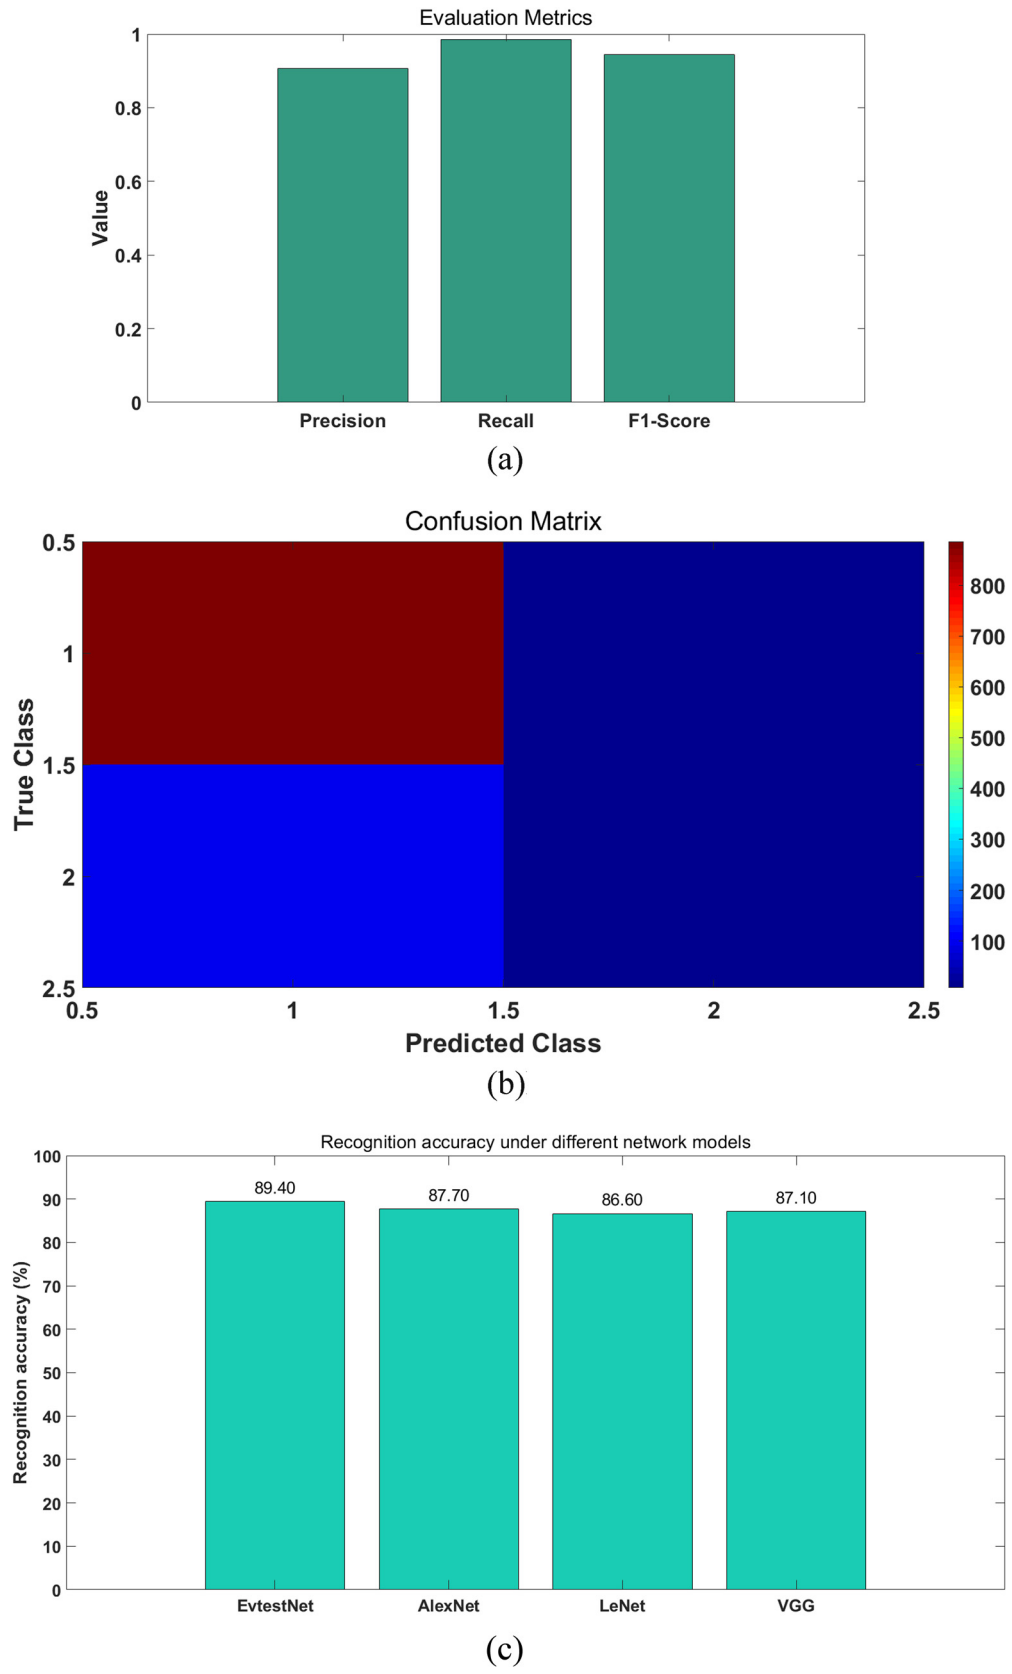 Evaluation Metrics
1
0.8
0.6
0.4
0.2
0
Value
Precision Recall F1-Score
(a)
Confusion Matrix
0.5
1
1.5
2
2.5
True Class
0.5 1 1.5 2 2.5
Predicted Class
800
700
600
500
400
300
200
100
(b)
Recognition accuracy under different network models
100
90
80
70
60
50
40
30
20
10
0
Recognition accuracy (%)
89.40 87.70 86.60 87.10
EvtestNet AlexNet LeNet VGG
(c)